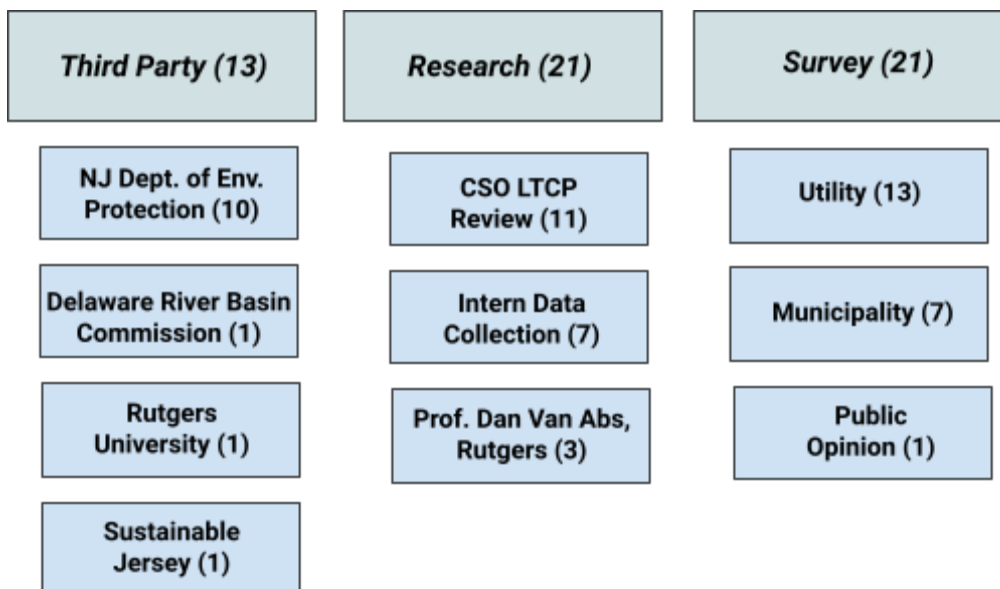 Third Party (13)
NJ Dept. of Env.
Protection (10)
Delaware River Basin
Commission (1)
Rutgers
University (1)
Sustainable
Jersey (1)
Research (21)
CSO LTCP
Review (11)
Intern Data
Collection (7)
Prof. Dan Van Abs,
Rutgers (3)
Survey (21)
Utility (13)
Municipality (7)
Public
Opinion (1)